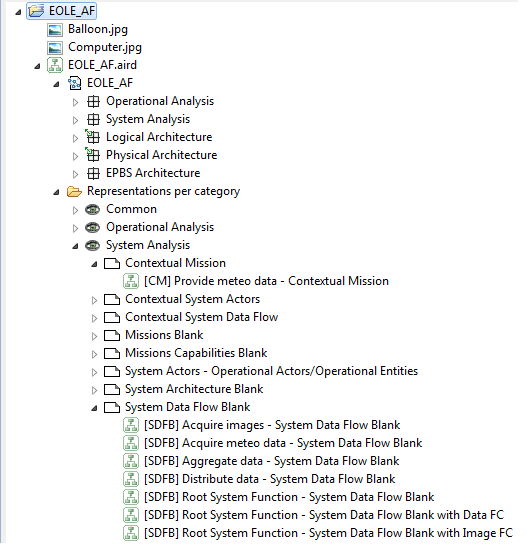 EOLE_AF
Balloon.jpg
Computer.jpg
EOLE_AF.aird
EOLE_AF
Operational Analysis
System Analysis
Logical Architecture
Physical Architecture
EPBS Architecture
Representations per category
Common
Operational Analysis
System Analysis
Contextual Mission
[CM] Provide meteo data - Contextual Mission
Contextual System Actors
Contextual System Data Flow
Missions Blank
Missions Capabilities Blank
System Actors - Operational Actors/Operational Entities
System Architecture Blank
System Data Flow Blank
[SDFB] Acquire images - System Data Flow Blank
[SDFB] Acquire meteo data - System Data Flow Blank
[SDFB] Aggregate data - System Data Flow Blank
[SDFB] Distribute data - System Data Flow Blank
[SDFB] Root System Function - System Data Flow Blank
[SDFB] Root System Function - System Data Flow Blank with Data FC
[SDFB] Root System Function - System Data Flow Blank with Image FC